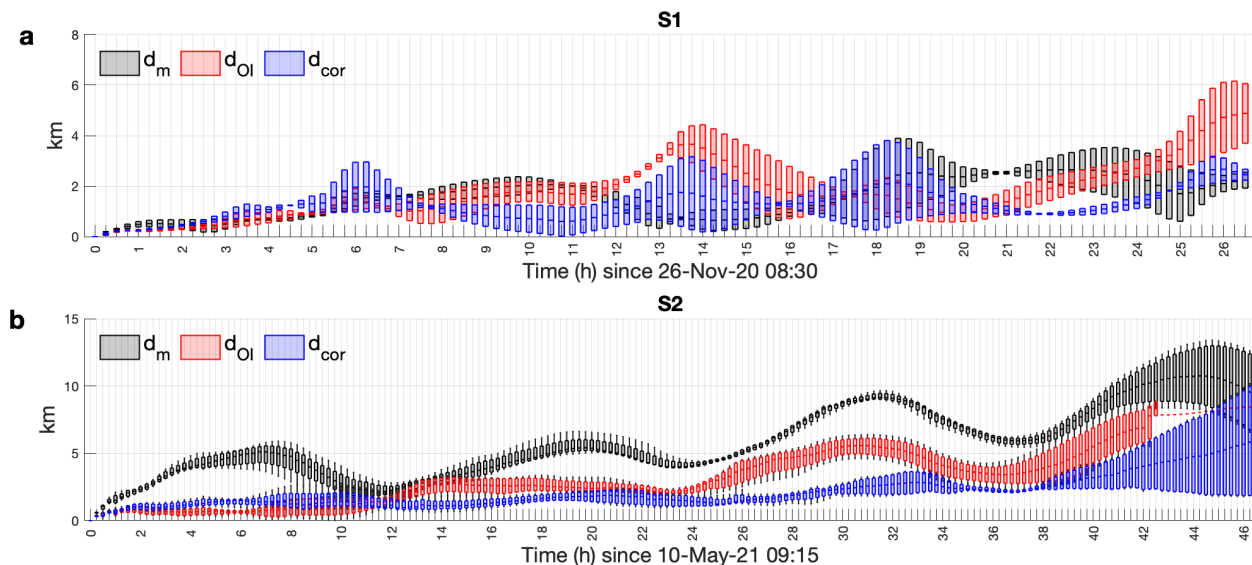 S1
a
8
6
4
2
0
km
d_m d_OI d_cor
0 1 2 3 4 5 6 7 8 9 10 11 12 13 14 15 16 17 18 19 20 21 22 23 24 25 26
Time (h) since 26-Nov-20 08:30
S2
b
15
10
5
0
km
d_m d_OI d_cor
0 2 4 6 8 10 12 14 16 18 20 22 24 26 28 30 32 34 36 38 40 42 44 46
Time (h) since 10-May-21 09:15